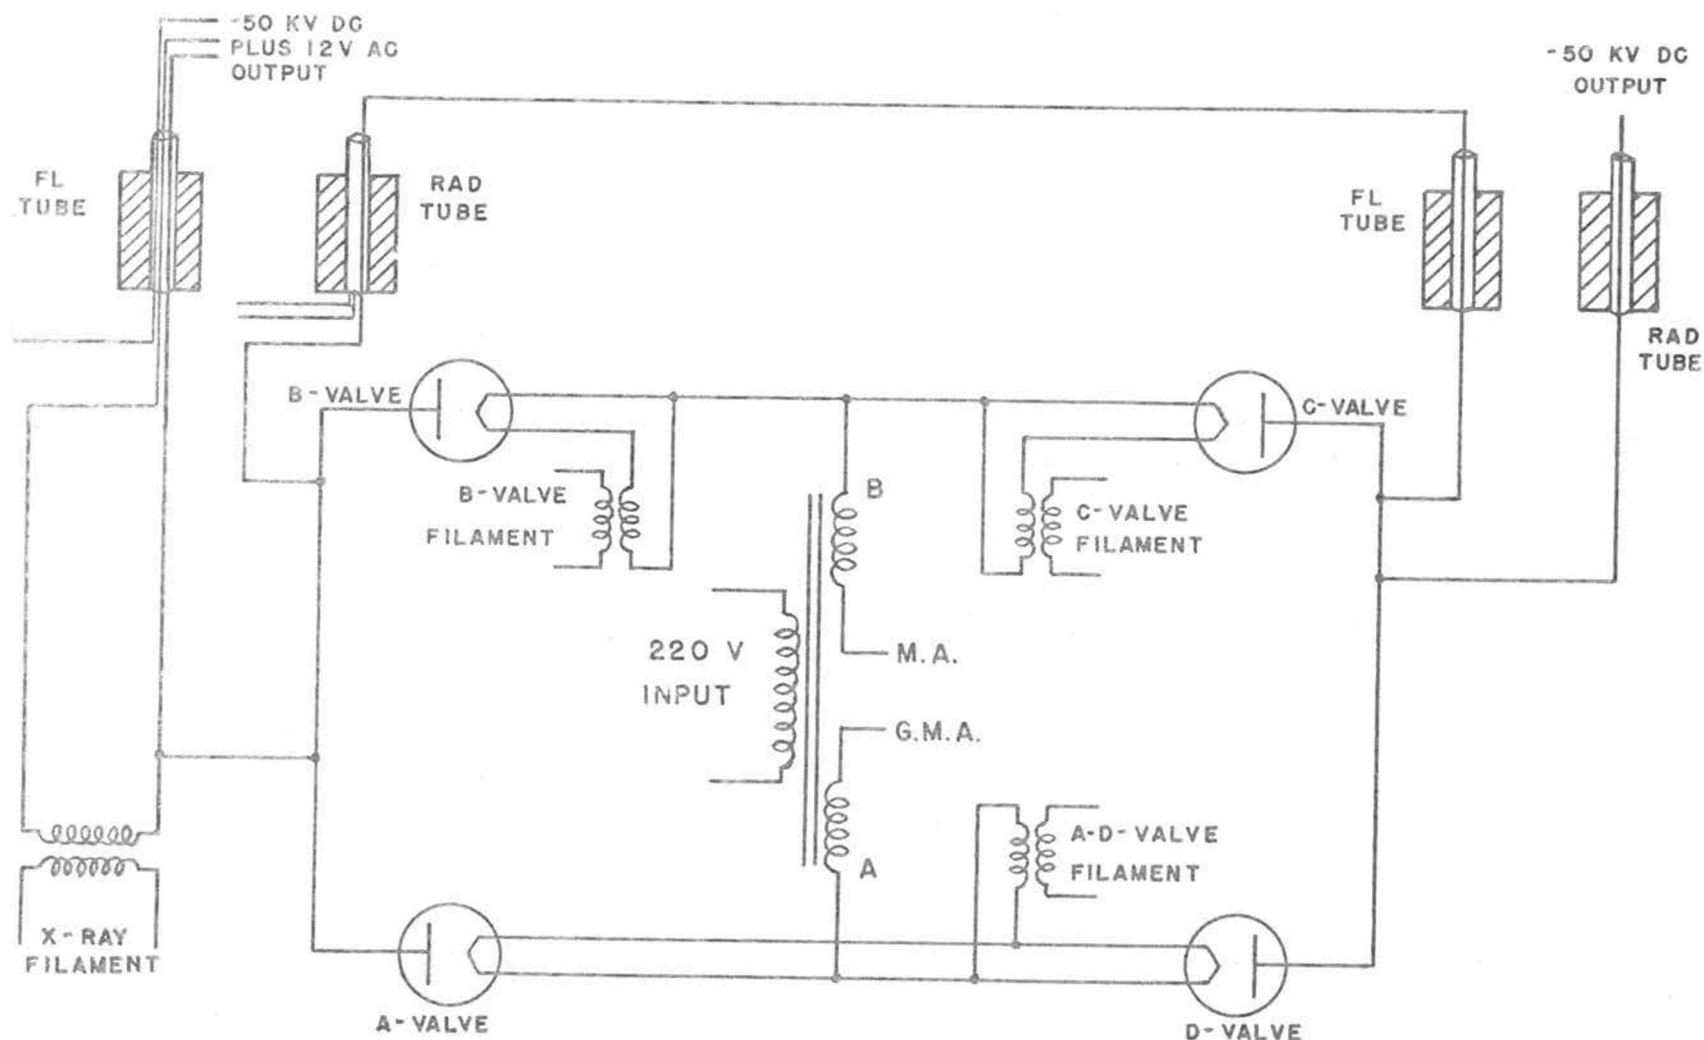 -50 KV DC
PLUS 12V AC
OUTPUT
-50 KV DC
OUTPUT
FL
TUBE
RAD
TUBE
FL
TUBE
RAD
TUBE
B-VALVE
C-VALVE
B-VALVE
FILAMENT
B
C-VALVE
FILAMENT
220 V
INPUT
M.A.
G.M.A.
A
A-D-VALVE
FILAMENT
X-RAY
FILAMENT
A-VALVE
D-VALVE